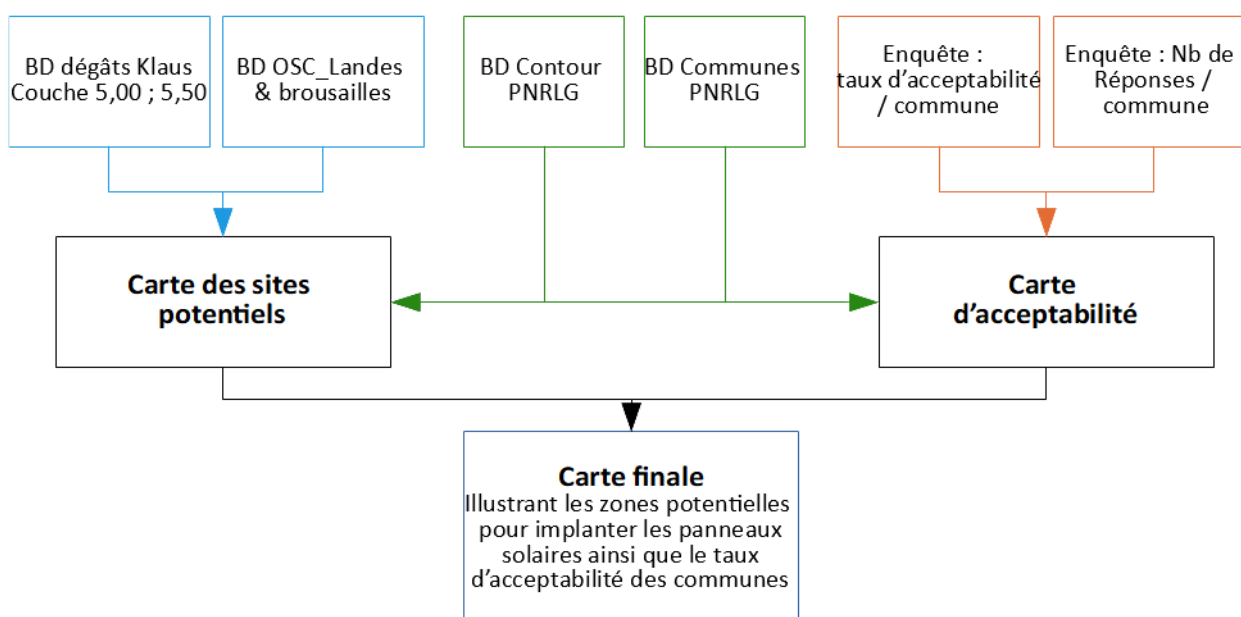 BD dégâts Klaus
Couche 5,00 ; 5,50
BD OSC_Landes
& brousailles
BD Contour
PNRLG
BD Communes
PNRLG
Enquête :
taux d’acceptabilité
/ commune
Enquête : Nb de
Réponses /
commune
Carte des sites
potentiels
Carte
d’acceptabilité
Carte finale
Illustrant les zones potentielles
pour implanter les panneaux
solaires ainsi que le taux
d’acceptabilité des communes